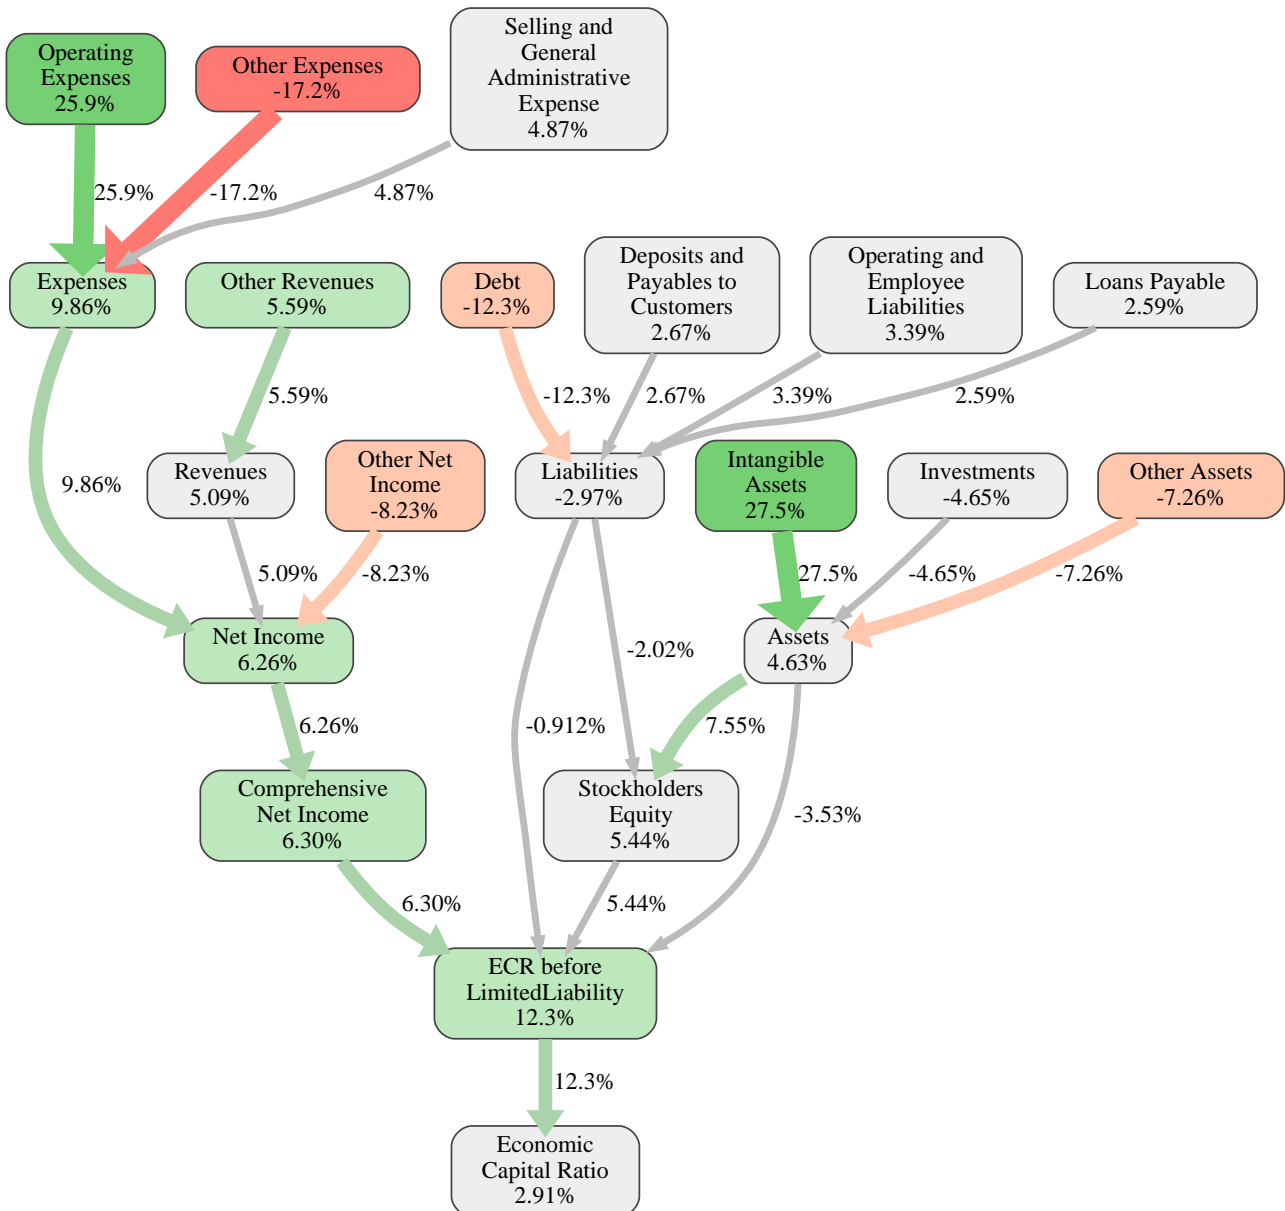 Operating
Expenses
25.9%
Other Expenses
-17.2%
Selling and
General
Administrative
Expense
4.87%
25.9%
-17.2%
4.87%
Expenses
9.86%
Other Revenues
5.59%
Debt
-12.3%
Deposits and
Payables to
Customers
2.67%
Operating and
Employee
Liabilities
3.39%
Loans Payable
2.59%
5.59%
-12.3%
2.67%
3.39%
2.59%
9.86%
Revenues
5.09%
Other Net
Income
-8.23%
Liabilities
-2.97%
Intangible
Assets
27.5%
Investments
-4.65%
Other Assets
-7.26%
5.09%
-8.23%
27.5%
-4.65%
-7.26%
Net Income
6.26%
-2.02%
Assets
4.63%
6.26%
-0.912%
7.55%
Comprehensive
Net Income
6.30%
Stockholders
Equity
5.44%
-3.53%
6.30%
5.44%
ECR before
LimitedLiability
12.3%
12.3%
Economic
Capital Ratio
2.91%